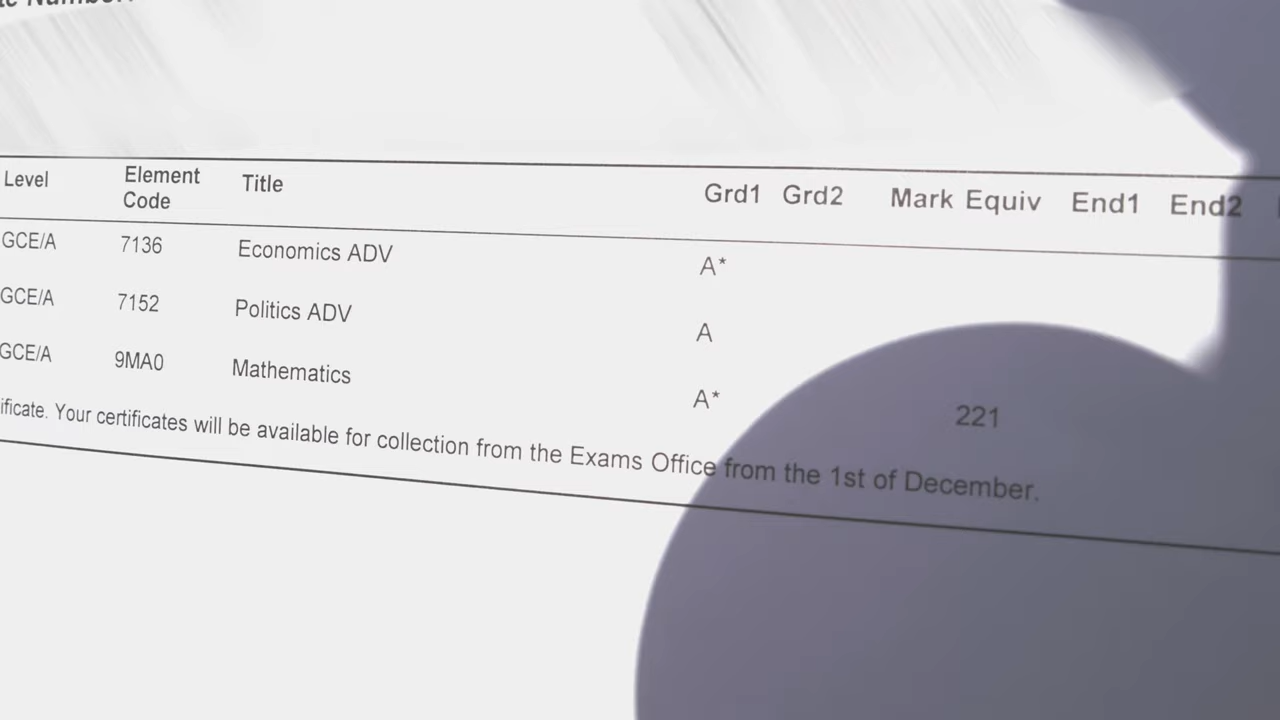 Number:
Level Element Code Title Grd1 Grd2 Mark Equiv End1 End2
GCE/A 7136 Economics ADV A*
GCE/A 7152 Politics ADV A
GCE/A 9MA0 Mathematics A* 221
ificate. Your certificates will be available for collection from the Exams Office from the 1st of December.